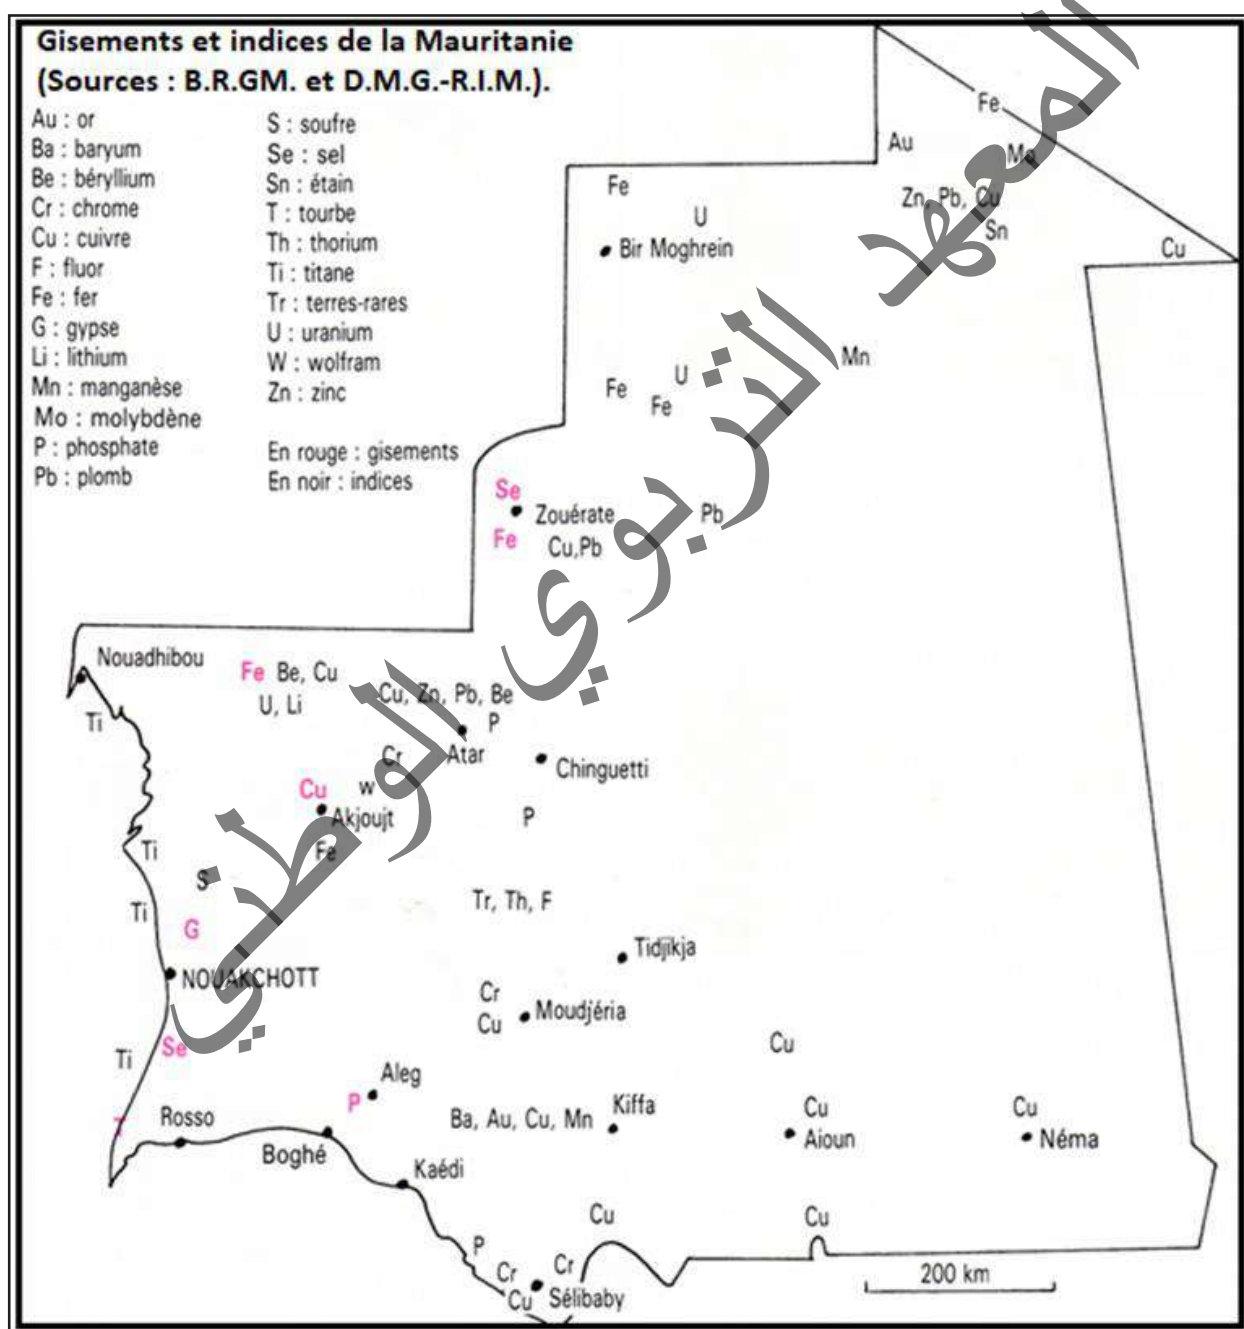 Gisements et indices de la Mauritanie
(Sources : B.R.GM. et D.M.G.-R.I.M.).
Au : or
Ba : baryum
Be : béryllium
Cr : chrome
Cu : cuivre
F : fluor
Fe : fer
G : gypse
Li : lithium
Mn : manganèse
Mo : molybdène
P : phosphate
Pb : plomb
S : soufre
Se : sel
Sn : étain
T : tourbe
Th : thorium
Ti : titane
Tr : terres-rares
U : uranium
W : wolfram
Zn : zinc
En rouge : gisements
En noir : indices
Fe
Au
Mo
Fe
Zn, Pb, Cu
U
Sn
Bir Moghrein
Cu
Mn
U
Fe
Fe
Se
Zouérate
Pb
Fe
Cu,Pb
Nouadhibou
Fe Be, Cu
U, Li
Cu, Zn, Pb, Be
Ti
P
Cr
Atar
Chinguetti
Cu
w
Akjoujt
P
Ti
Fe
S
Tr, Th, F
Ti
G
Tidjikja
NOUAKCHOTT
Cr
Cu
Moudjéria
Ti
Se
Cu
Aleg
P
Ba, Au, Cu, Mn
Kiffa
Cu
Cu
T
Rosso
Aioun
Néma
Boghé
Kaédi
Cu
Cu
P
Cr
Cr
200 km
Cu
Sélibaby
المعهد التربوي الوطني